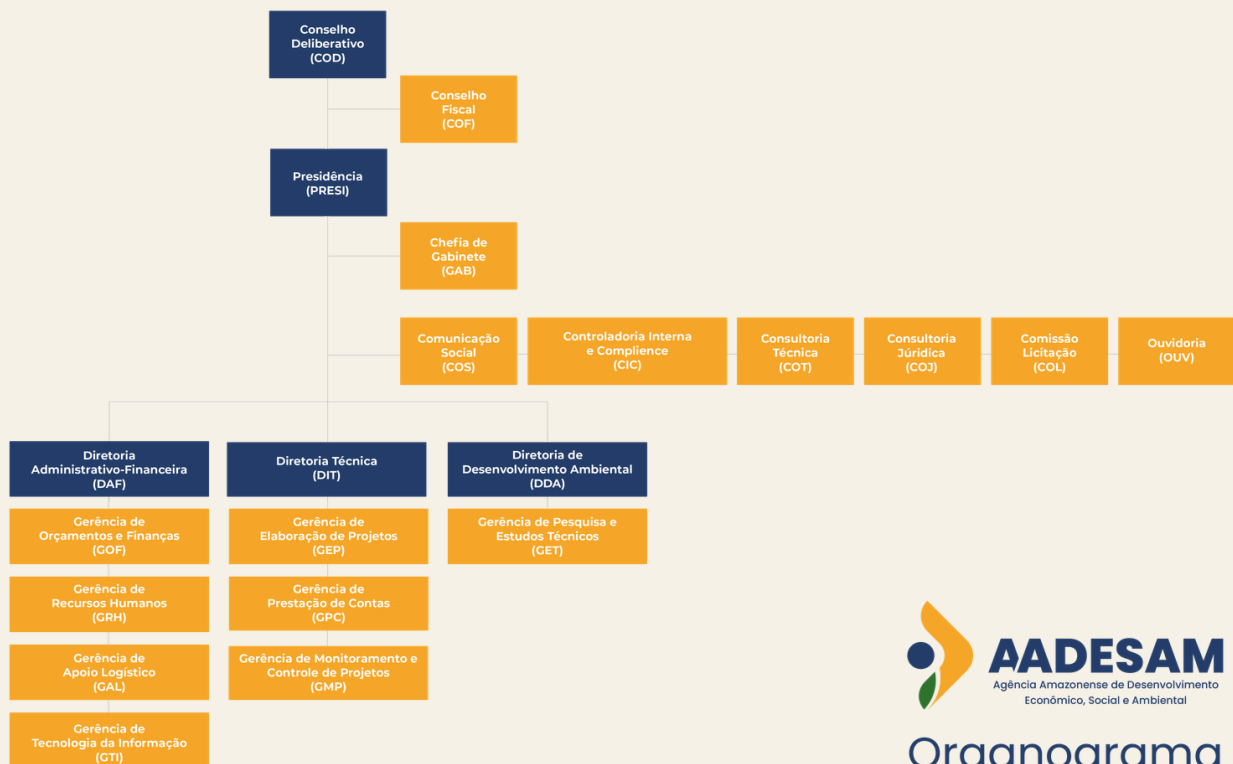 Conselho
Deliberativo
(COD)
Conselho
Fiscal
(COF)
Presidência
(PRESI)
Chefia de
Gabinete
(GAB)
Comunicação
Social
(COS)
Controladoria Interna
e Complience
(CIC)
Consultoria
Técnica
(COT)
Consultoria
Júridica
(COJ)
Comissão
Licitação
(COL)
Ouvidoria
(OUV)
Diretoria
Administrativo-Financeira
(DAF)
Diretoria Técnica
(DIT)
Diretoria de
Desenvolvimento Ambiental
(DDA)
Gerência de
Orçamentos e Finanças
(GOF)
Gerência de
Elaboração de Projetos
(GEP)
Gerência de Pesquisa e
Estudos Técnicos
(GET)
Gerência de
Recursos Humanos
(GRH)
Gerência de
Prestação de Contas
(GPC)
Gerência de
Apoio Logístico
(GAL)
Gerência de Monitoramento e
Controle de Projetos
(GMP)
Gerência de
Tecnologia da Informação
(GTI)
AADESAM
Agência Amazonense de Desenvolvimento
Econômico, Social e Ambiental
Organograma